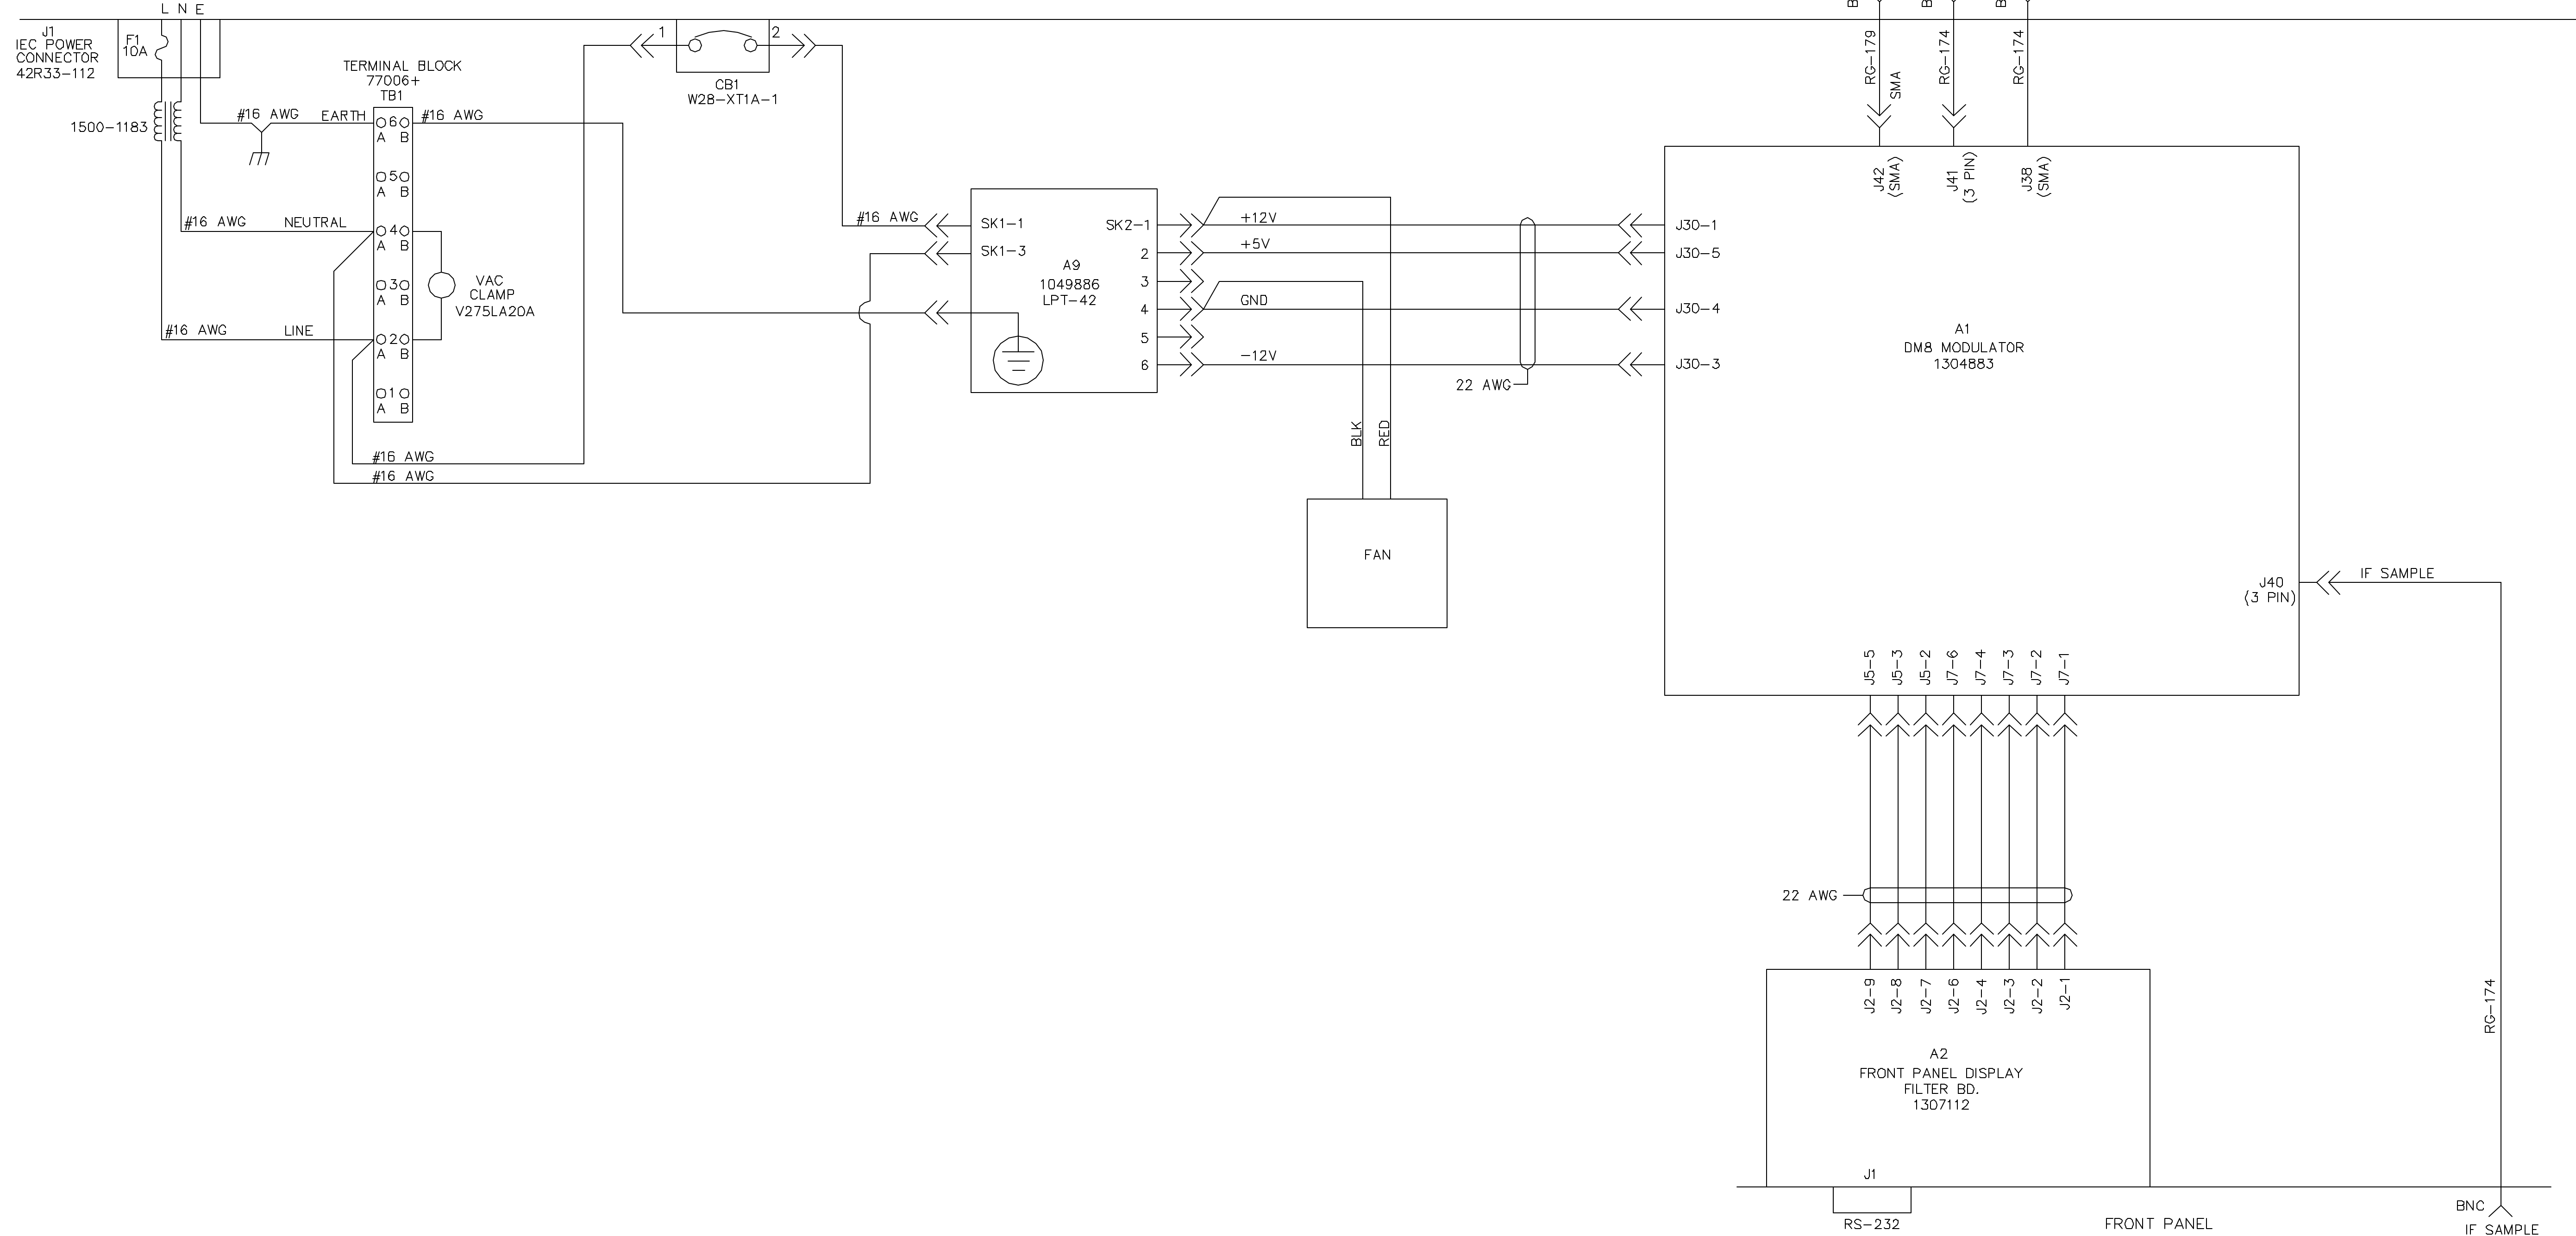 L N E
J1
IEC POWER
CONNECTOR
42R33-112
F1
10A
1500-1183
#16 AWG
EARTH
TERMINAL BLOCK
77006+
TB1
6
A B
#16 AWG
5
A B
#16 AWG
NEUTRAL
4
A B
3
A B
VAC
CLAMP
V275LA20A
#16 AWG
LINE
2
A B
1
A B
#16 AWG
#16 AWG
1
2
CB1
W28-XT1A-1
#16 AWG
SK1-1
SK1-3
A9
1049886
LPT-42
SK2-1
2
3
4
5
6
+12V
+5V
GND
-12V
22 AWG
BLK
RED
FAN
B
B
B
RG-179
SMA
RG-174
RG-174
J42
(SMA)
J41
(3 PIN)
J38
(SMA)
J30-1
J30-5
J30-4
J30-3
A1
DM8 MODULATOR
1304883
J40
(3 PIN)
IF SAMPLE
J5-5
J5-3
J5-2
J7-6
J7-4
J7-3
J7-2
J7-1
22 AWG
J2-9
J2-8
J2-7
J2-6
J2-4
J2-3
J2-2
J2-1
A2
FRONT PANEL DISPLAY
FILTER BD.
1307112
J1
RS-232
FRONT PANEL
RG-174
BNC
IF SAMPLE